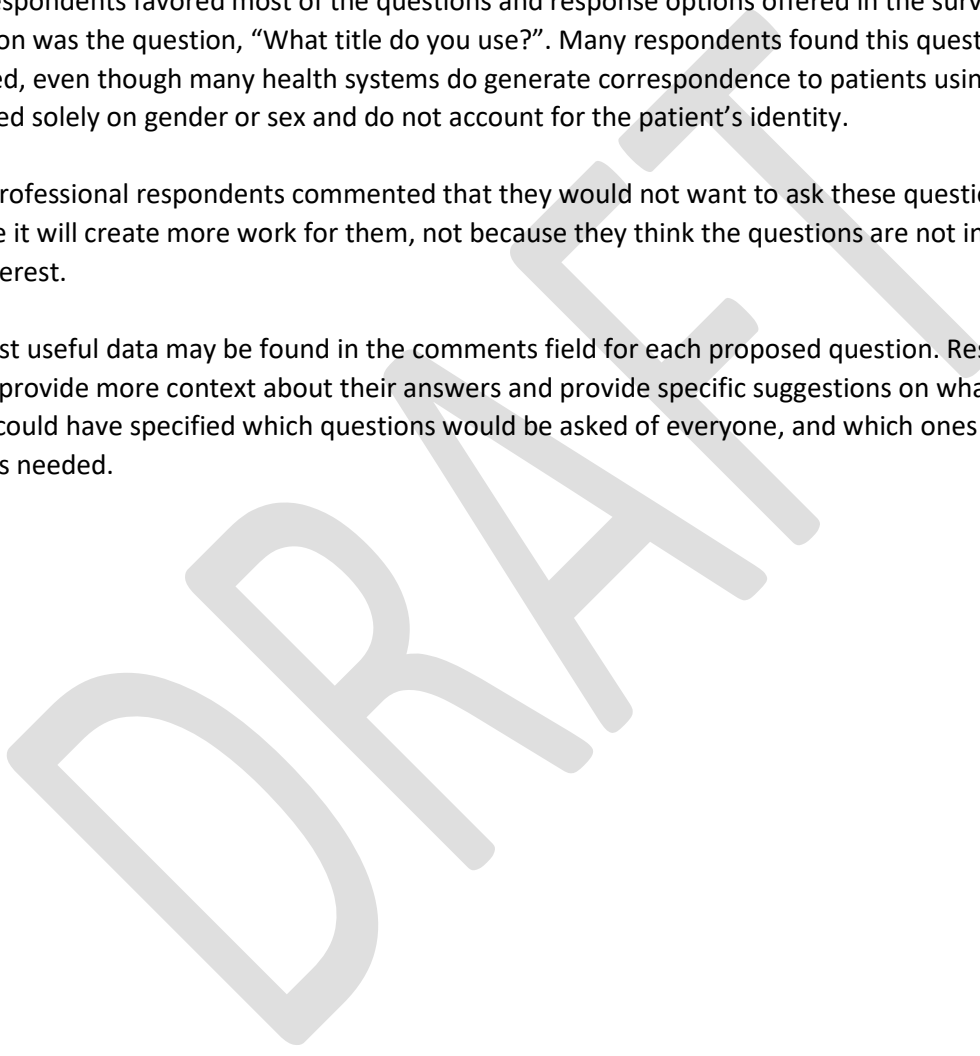 espondents favored most of the questions and response options offered in the surv
on was the question, “What title do you use?”. Many respondents found this quest
ed, even though many health systems do generate correspondence to patients usin
ed solely on gender or sex and do not account for the patient’s identity.
rofessional respondents commented that they would not want to ask these questi
e it will create more work for them, not because they think the questions are not in
erest.
st useful data may be found in the comments field for each proposed question. Res
provide more context about their answers and provide specific suggestions on wha
could have specified which questions would be asked of everyone, and which ones
s needed.
DRAFT